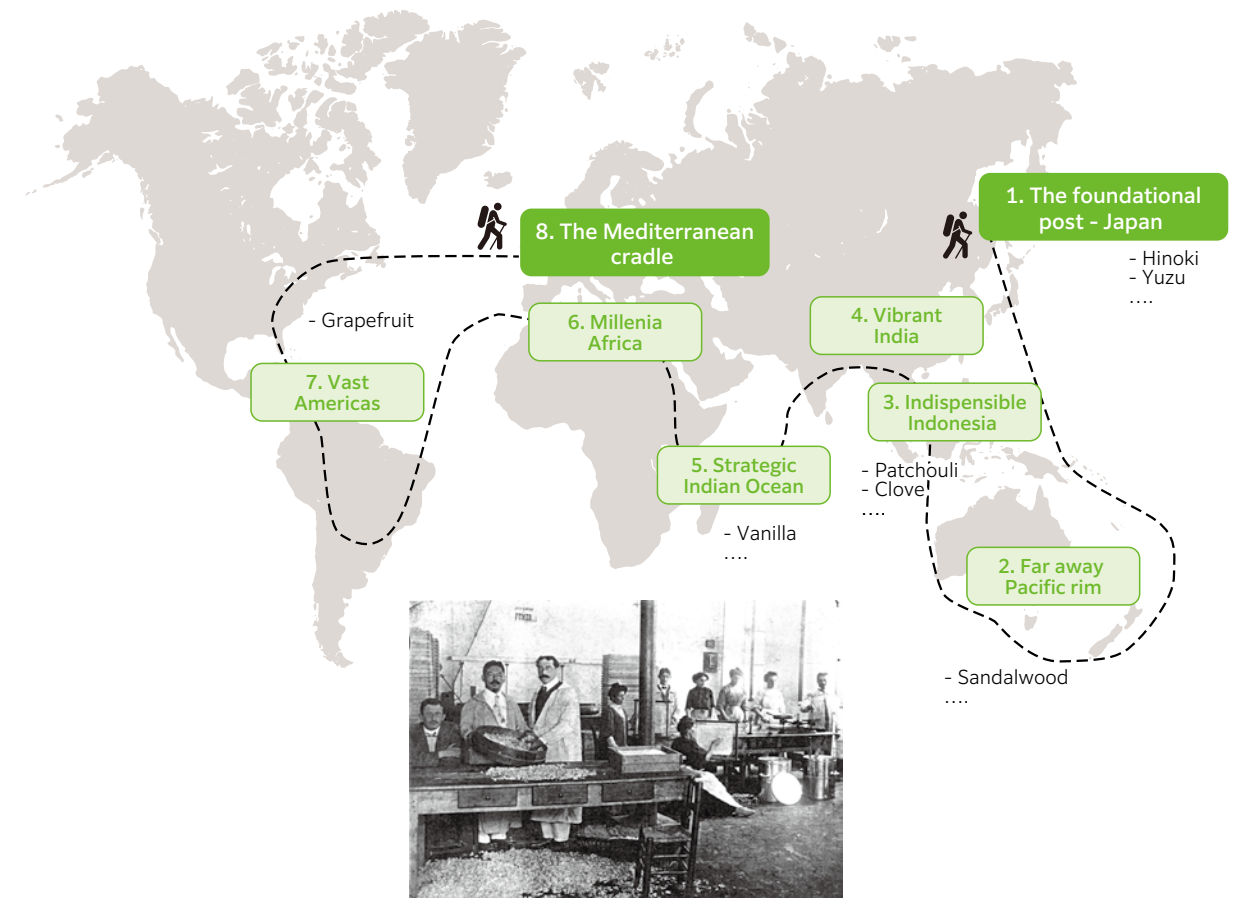 1. The foundational
post - Japan
- Hinoki
- Yuzu
....
8. The Mediterranean
cradle
- Grapefruit
6. Millenia
Africa
4. Vibrant
India
7. Vast
Americas
3. Indispensible
Indonesia
- Patchouli
- Clove
....
5. Strategic
Indian Ocean
- Vanilla
....
2. Far away
Pacific rim
- Sandalwood
....